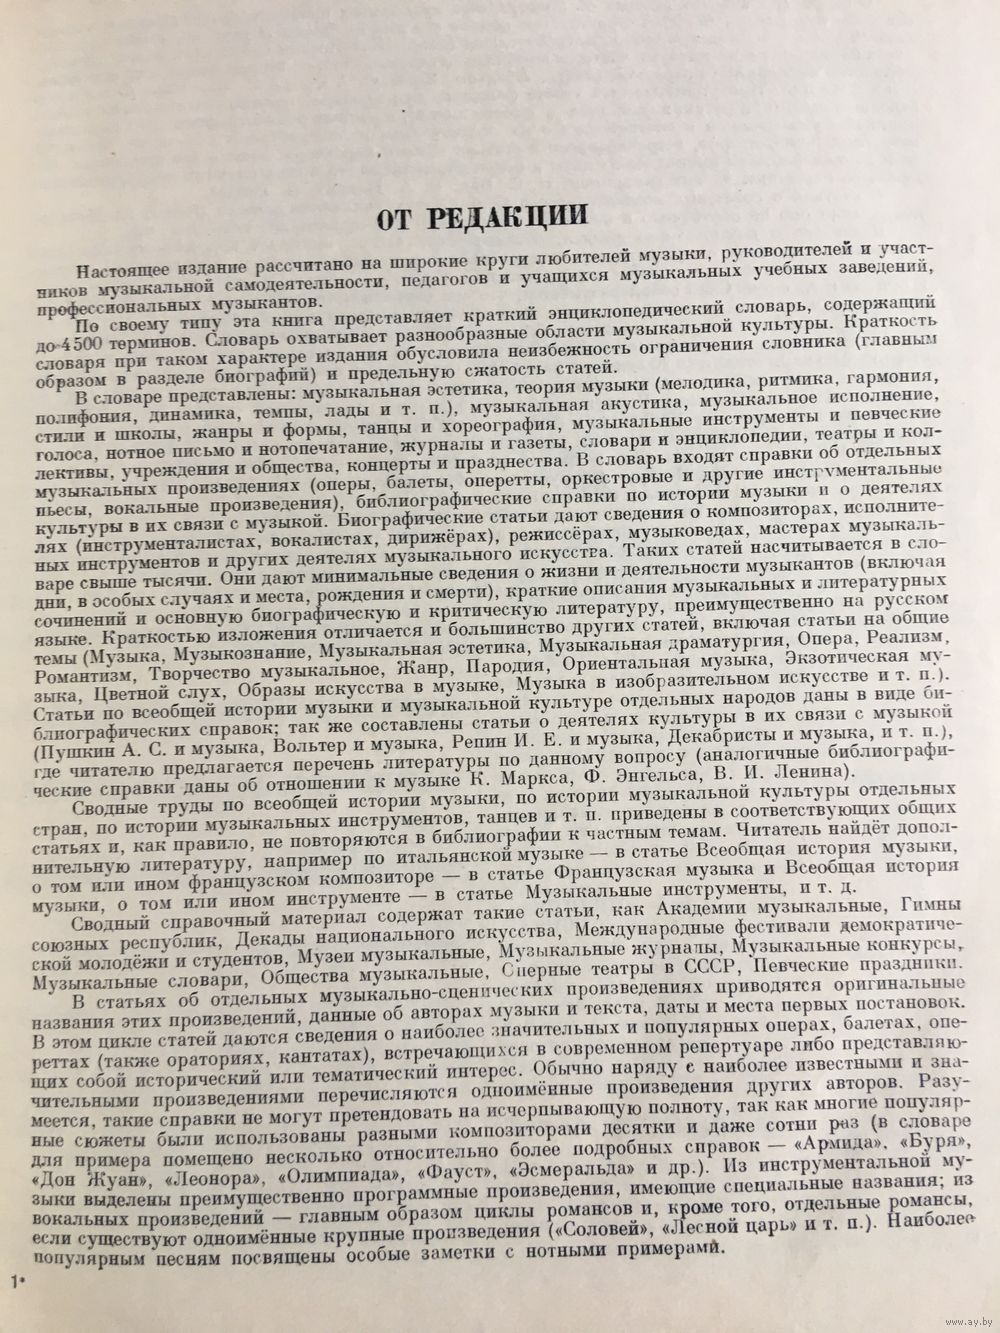 ОТ РЕДАКЦИИ
Настоящее издание рассчитано на широкие круги любителей музыки, руководителей и участ-
ников музыкальной самодеятельности, педагогов и учащихся музыкальных учебных заведений,
профессиональных музыкантов.
По своему типу эта книга представляет краткий энциклопедический словарь, содержащий
до 4500 терминов. Словарь охватывает разнообразные области музыкальной культуры. Краткость
словаря при таком характере издания обусловила неизбежность ограничения словника (главным
образом в разделе биографий) и предельную сжатость статей.
В словаре представлены: музыкальная эстетика, теория музыки (мелодика, ритмика, гармония,
полифония, динамика, темпы, лады и т. п.), музыкальная акустика, музыкальное исполнение,
стили и школы, жанры и формы, танцы и хореография, музыкальные инструменты и певческие
голоса, нотное письмо и нотопечатание, журналы и газеты, словари и энциклопедии, театры и кол-
лективы, учреждения и общества, концерты и празднества. В словарь входят справки об отдельных
музыкальных произведениях (оперы, балеты, оперетты, оркестровые и другие инструментальные
пьесы, вокальные произведения), библиографические справки по истории музыки и о деятелях
культуры в их связи с музыкой. Биографические статьи дают сведения о композиторах, исполните-
лях (инструменталистах, вокалистах, дирижёрах), режиссёрах, музыковедах, мастерах музыкаль-
ных инструментов и других деятелях музыкального искусства. Таких статей насчитывается в сло-
варе свыше тысячи. Они дают минимальные сведения о жизни и деятельности музыкантов (включая
дни, в особых случаях и места, рождения и смерти), краткие описания музыкальных и литературных
сочинений и основную биографическую и критическую литературу, преимущественно на русском
языке. Краткостью изложения отличается и большинство других статей, включая статьи на общие
темы (Музыка, Музыкознание, Музыкальная эстетика, Музыкальная драматургия, Опера, Реализм,
Романтизм, Творчество музыкальное, Жанр, Пародия, Ориентальная музыка, Экзотическая му-
зыка, Цветной слух, Образы искусства в музыке, Музыка в изобразительном искусстве и т. п.).
Статьи по всеобщей истории музыки и музыкальной культуре отдельных народов даны в виде би-
блиографических справок; так же составлены статьи о деятелях культуры в их связи с музыкой
(Пушкин А. С. и музыка, Вольтер и музыка, Репин И. Е. и музыка, Декабристы и музыка, и т. п.),
где читателю предлагается перечень литературы по данному вопросу (аналогичные библиографи-
ческие справки даны об отношении к музыке К. Маркса, Ф. Энгельса, В. И. Ленина).
Сводные труды по всеобщей истории музыки, по истории музыкальной культуры отдельных
стран, по истории музыкальных инструментов, танцев и т. п. приведены в соответствующих общих
статьях и, как правило, не повторяются в библиографии к частным темам. Читатель найдёт допол-
нительную литературу, например по итальянской музыке — в статье Всеобщая история музыки,
о том или ином французском композиторе — в статье Французская музыка и Всеобщая история
музыки, о том или ином инструменте — в статье Музыкальные инструменты, и т. д.
Сводный справочный материал содержат такие статьи, как Академии музыкальные, Гимны
союзных республик, Декады национального искусства, Международные фестивали демократиче-
ской молодёжи и студентов, Музеи музыкальные, Музыкальные журналы, Музыкальные конкурсы,
Музыкальные словари, Общества музыкальные, Оперные театры в СССР, Певческие праздники.
В статьях об отдельных музыкально-сценических произведениях приводятся оригинальные
названия этих произведений, данные об авторах музыки и текста, даты и места первых постановок.
В этом цикле статей даются сведения о наиболее значительных и популярных операх, балетах, опе-
реттах (также ораториях, кантатах), встречающихся в современном репертуаре либо представляю-
щих собой исторический или тематический интерес. Обычно наряду с наиболее известными и зна-
чительными произведениями перечисляются одноимённые произведения других авторов. Разу-
меется, такие справки не могут претендовать на исчерпывающую полноту, так как многие популяр-
ные сюжеты были использованы разными композиторами десятки и даже сотни раз (в словаре
для примера помещено несколько относительно более подробных справок — «Армида», «Буря»,
«Дон Жуан», «Леонора», «Олимпиада», «Фауст», «Эсмеральда» и др.). Из инструментальной му-
зыки выделены преимущественно программные произведения, имеющие специальные названия; из
вокальных произведений — главным образом циклы романсов и, кроме того, отдельные романсы,
если существуют одноимённые крупные произведения («Соловей», «Лесной царь» и т. п.). Наиболее
популярным песням посвящены особые заметки с нотными примерами.
1*
www.ay.by